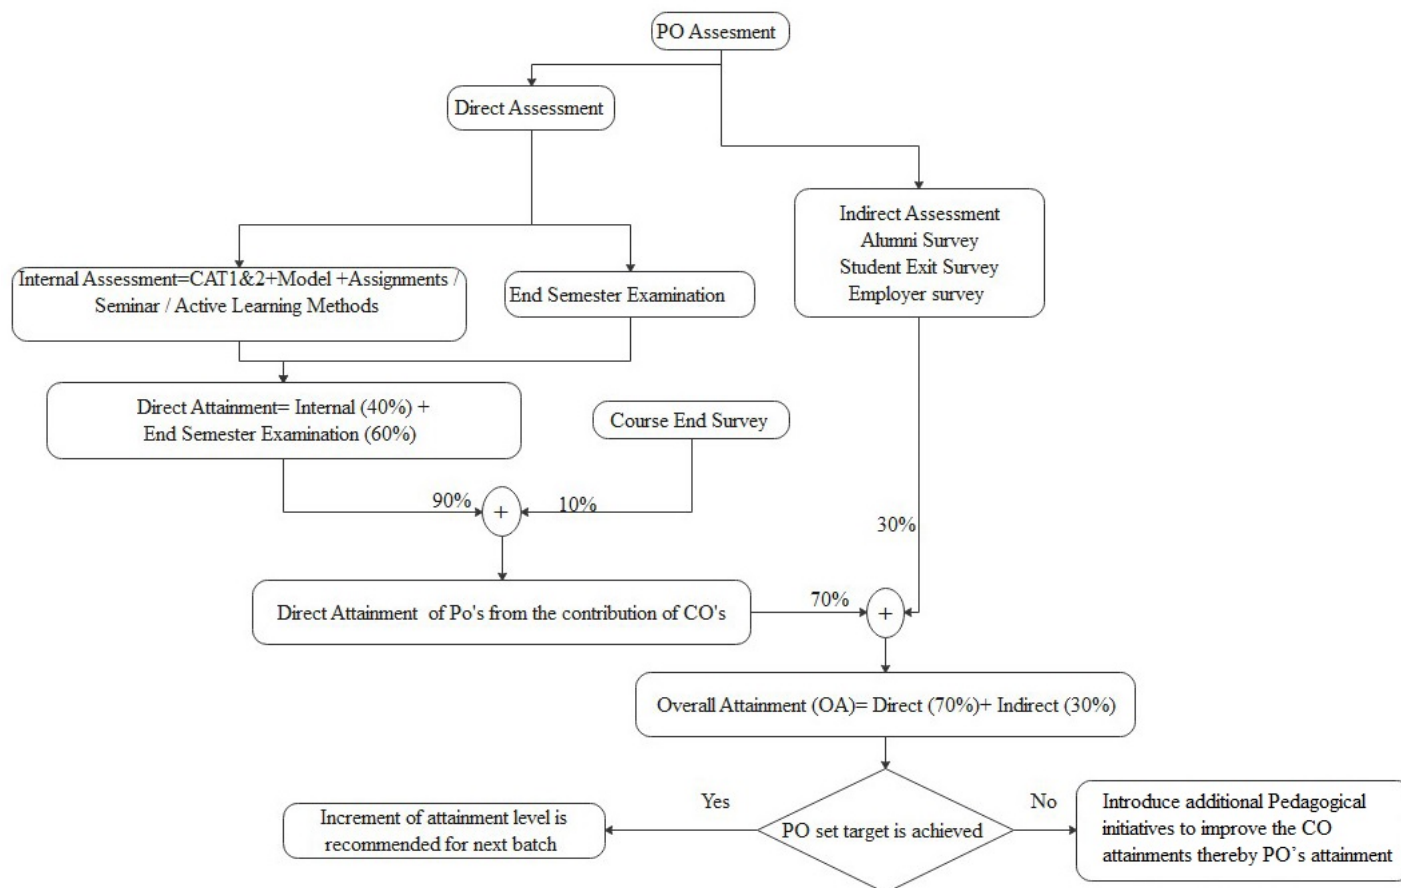 PO Assesment
Direct Assessment
Indirect Assessment
Alumni Survey
Student Exit Survey
Employer survey
Internal Assessment=CAT1&2+Model +Assignments /
Seminar / Active Learning Methods
End Semester Examination
Direct Attainment= Internal (40%) +
End Semester Examination (60%)
Course End Survey
90%
+
10%
30%
Direct Attainment of Po's from the contribution of CO's
70%
+
Overall Attainment (OA)= Direct (70%)+ Indirect (30%)
Yes
No
Increment of attainment level is
recommended for next batch
PO set target is achieved
Introduce additional Pedagogical
initiatives to improve the CO
attainments thereby PO’s attainment